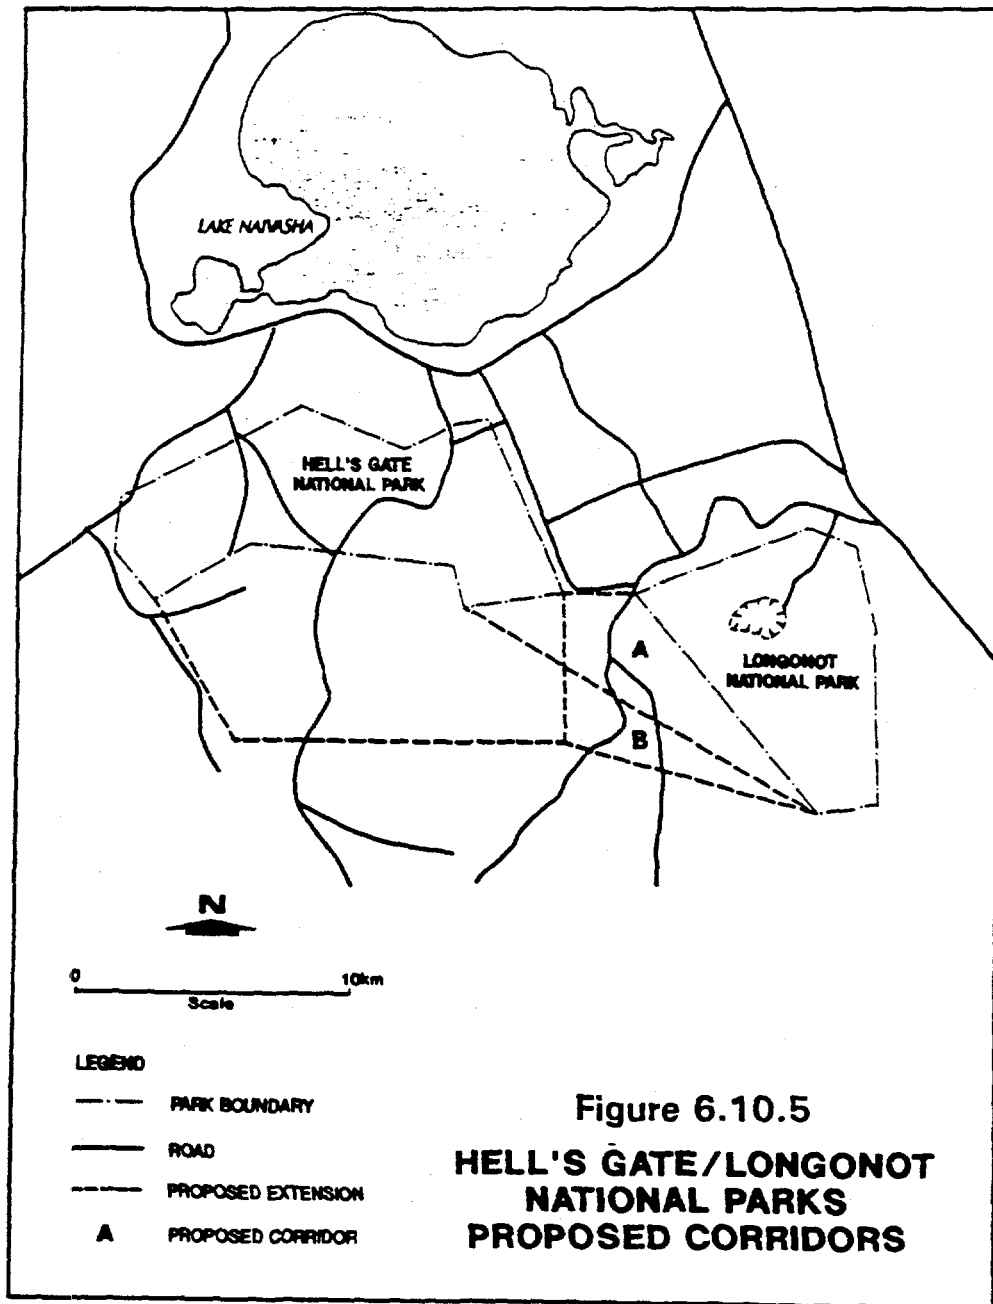 LAKE NAIVASHA
HELL'S GATE
NATIONAL PARK
A
LONGONOT
NATIONAL PARK
B
N
0
10km
Scale
LEGEND
PARK BOUNDARY
ROAD
PROPOSED EXTENSION
A
PROPOSED CORRIDOR
Figure 6.10.5
HELL'S GATE/LONGONOT
NATIONAL PARKS
PROPOSED CORRIDORS